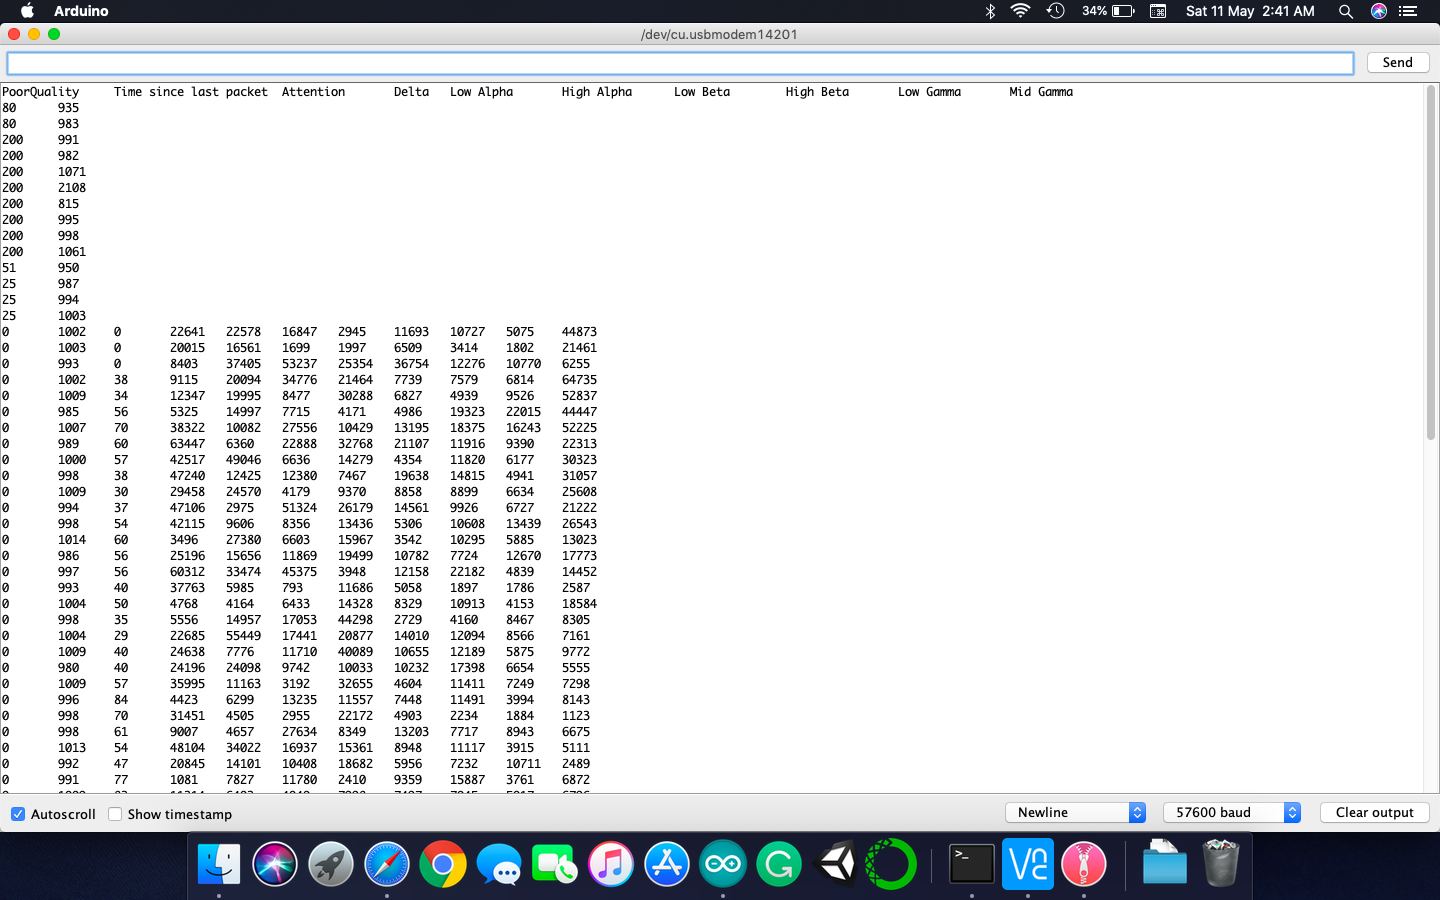 Arduino 34% Sat 11 May 2:41 AM
/dev/cu.usbmodem14201
Send
PoorQuality Time since last packet Attention Delta Low Alpha High Alpha Low Beta High Beta Low Gamma Mid Gamma
80 935
80 983
200 991
200 982
200 1071
200 2108
200 815
200 995
200 998
200 1061
51 950
25 987
25 994
25 1003
0 1002 0 22641 22578 16847 2945 11693 10727 5075 44873
0 1003 0 20015 16561 1699 1997 6509 3414 1802 21461
0 993 0 8403 37405 53237 25354 36754 12276 10770 6255
0 1002 38 9115 20094 34776 21464 7739 7579 6814 64735
0 1009 34 12347 19995 8477 30288 6827 4939 9526 52837
0 985 56 5325 14997 7715 4171 4986 19323 22015 44447
0 1007 70 38322 10082 27556 10429 13195 18375 16243 52225
0 989 60 63447 6360 22888 32768 21107 11916 9390 22313
0 1000 57 42517 49046 6636 14279 4354 11820 6177 30323
0 998 38 47240 12425 12380 7467 19638 14815 4941 31057
0 1009 30 29458 24570 4179 9370 8858 8899 6634 25608
0 994 37 47106 2975 51324 26179 14561 9926 6727 21222
0 998 54 42115 9606 8356 13436 5306 10608 13439 26543
0 1014 60 3496 27380 6603 15967 3542 10295 5885 13023
0 986 56 25196 15656 11869 19499 10782 7724 12670 17773
0 997 56 60312 33474 45375 3948 12158 22182 4839 14452
0 993 40 37763 5985 793 11686 5058 1897 1786 2587
0 1004 50 4768 4164 6433 14328 8329 10913 4153 18584
0 998 35 5556 14957 17053 44298 2729 4160 8467 8305
0 1004 29 22685 55449 17441 20877 14010 12094 8566 7161
0 1009 40 24638 7776 11710 40089 10655 12189 5875 9772
0 980 40 24196 24098 9742 10033 10232 17398 6654 5555
0 1009 57 35995 11163 3192 32655 4604 11411 7249 7298
0 996 84 4423 6299 13235 11557 7448 11491 3994 8143
0 998 70 31451 4505 2955 22172 4903 2234 1884 1123
0 998 61 9007 4657 27634 8349 13203 7717 8943 6675
0 1013 54 48104 34022 16937 15361 8948 11117 3915 5111
0 992 47 20845 14101 10408 18682 5956 7232 10711 2489
0 991 77 1081 7827 11780 2410 9359 15887 3761 6872
Autoscroll Show timestamp Newline 57600 baud Clear output